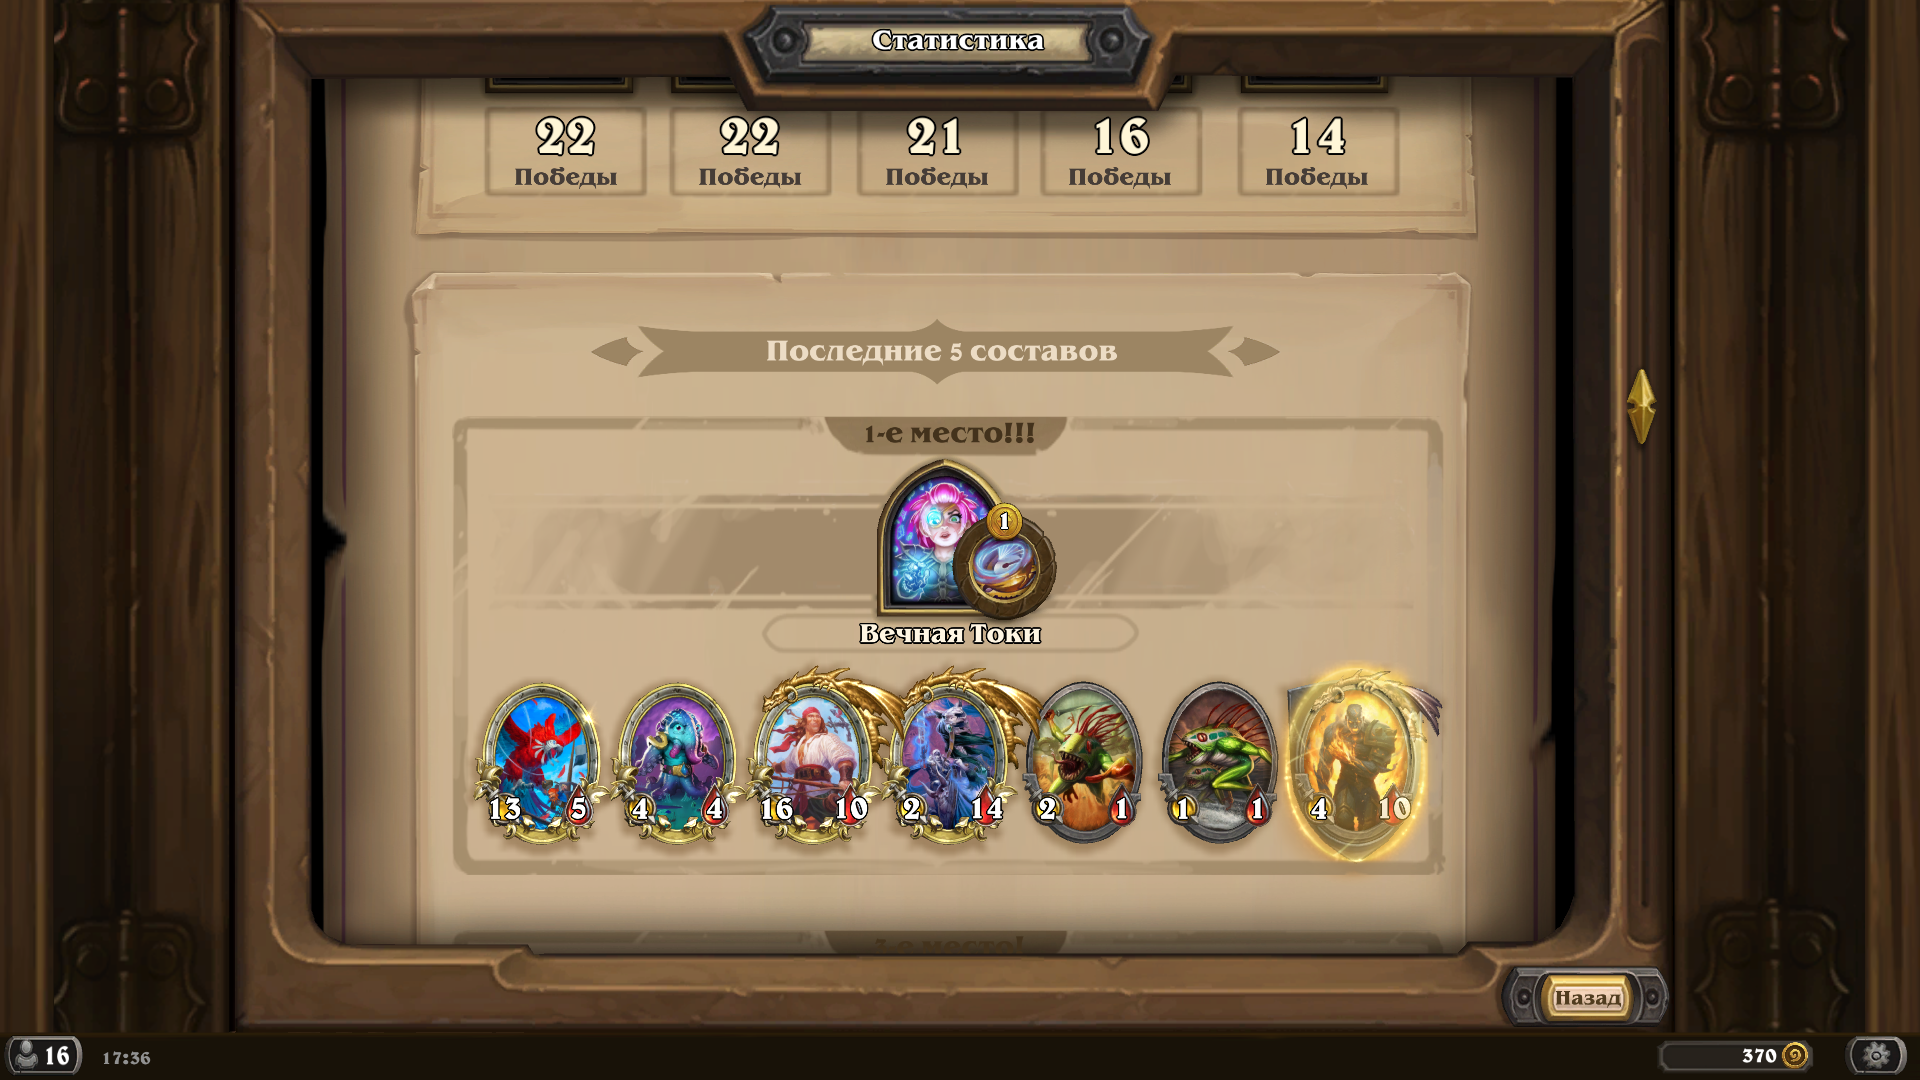 Статистика
22 22 21 16 14
Победы Победы Победы Победы Победы
Последние 5 составов
1-е место!!!
1
Вечная Токи
13 5 4 4 16 10 2 14 2 1 1 1 4 10
место!
Назад
16 17:36 370